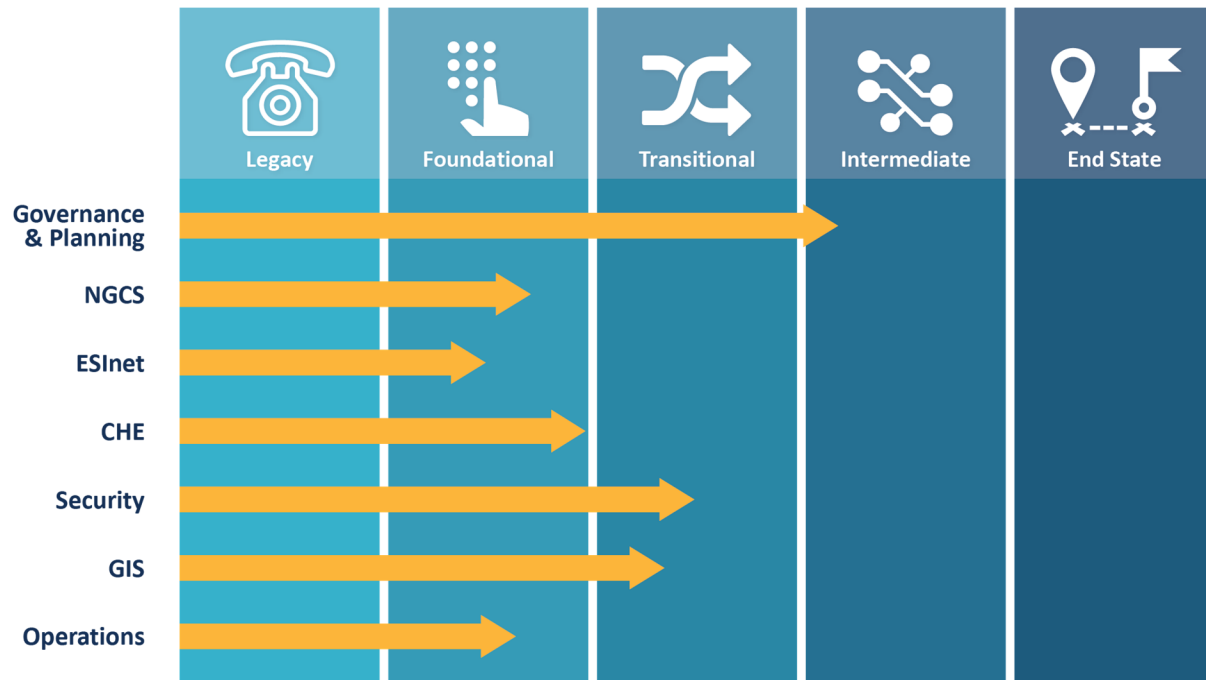 Legacy
Foundational
Transitional
Intermediate
End State
Governance
& Planning
NGCS
ESInet
CHE
Security
GIS
Operations